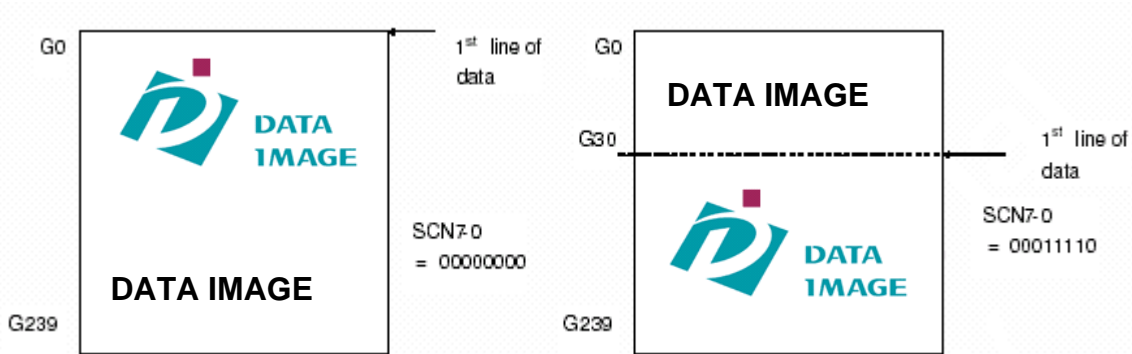 G0
1st line of
data
DATA
IMAGE
SCN7-0
= 00000000
DATA IMAGE
G239
G0
DATA IMAGE
G30
1st line of
data
SCN7-0
= 00011110
DATA
IMAGE
G239